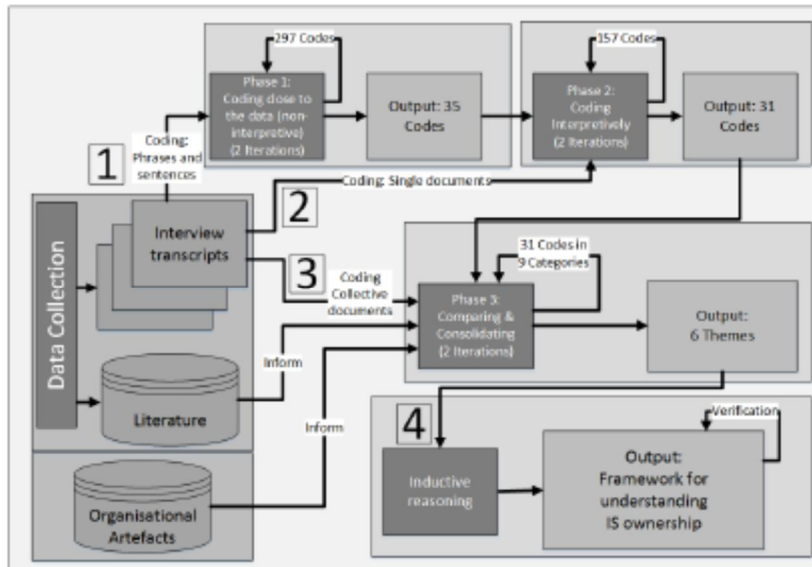 297 Codes
Phase 1:
Coding close to
the data (non-
interpretive)
(2 Iterations)
Output: 35
Codes
157 Codes
Phase 2:
Coding
Interpretively
(2 Iterations)
Output: 31
Codes
1
Coding:
Phrases and
sentences
2
Coding: Single documents
Data Collection
Interview
transcripts
3
Coding
Collective
documents
31 Codes in
9 Categories
Phase 3:
Comparing &
Consolidating
(2 Iterations)
Output:
6 Themes
Inform
Literature
Inform
4
Inductive
reasoning
Verification
Output:
Framework for
understanding
IS ownership
Organisational
Artefacts